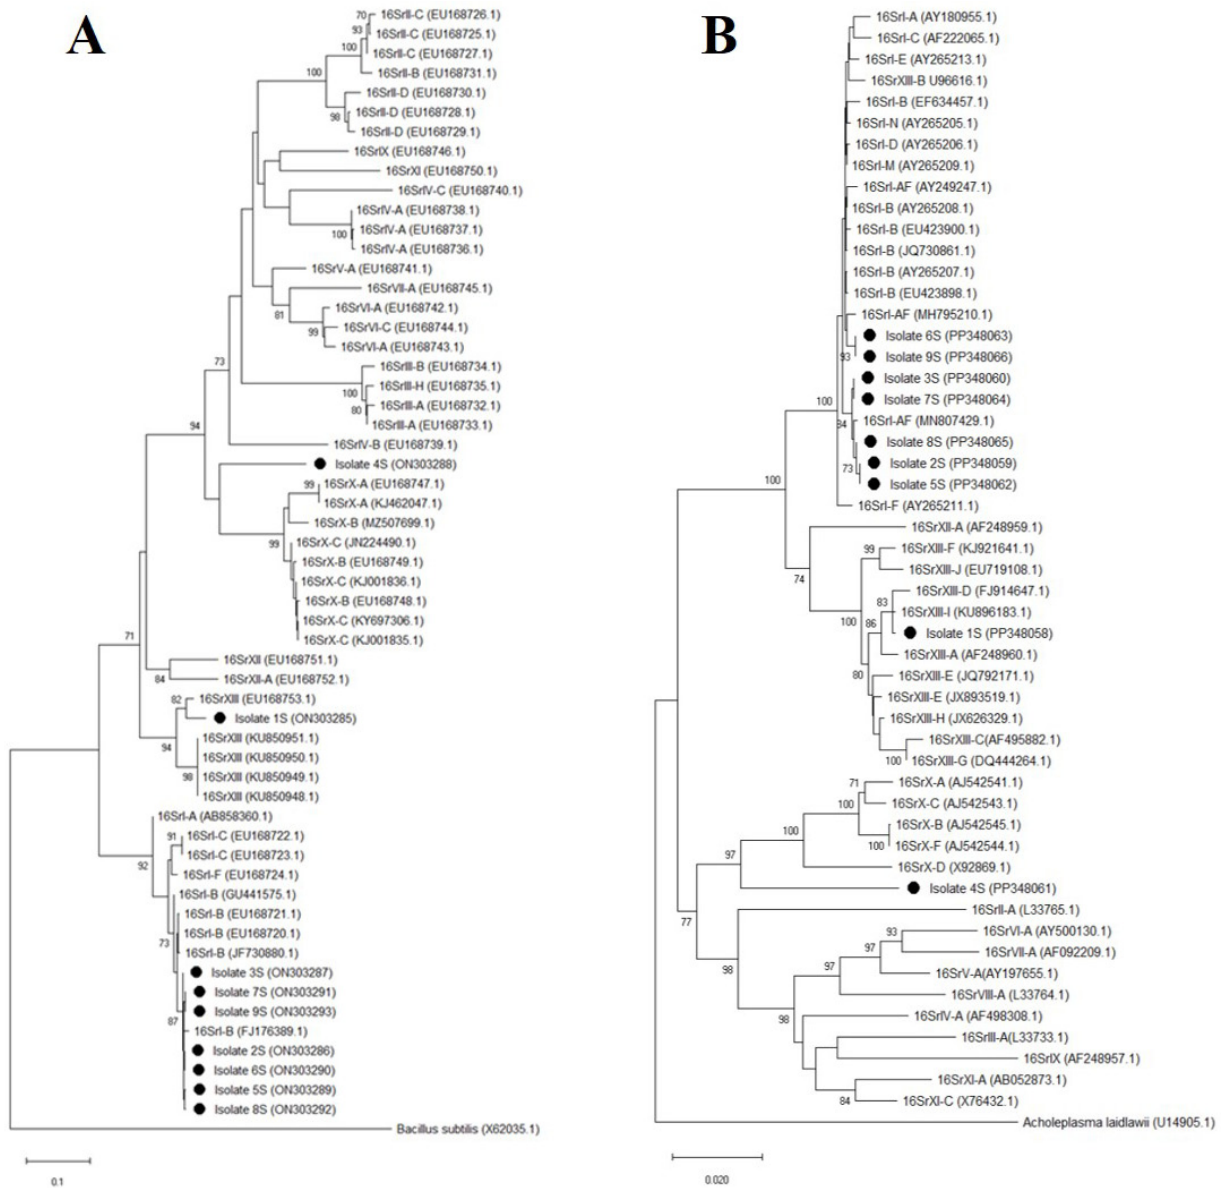 A
70
16SrII-C (EU168726.1)
93
16SrII-C (EU168725.1)
100
16SrII-C (EU168727.1)
100
16SrII-B (EU168731.1)
16SrII-D (EU168730.1)
16SrII-D (EU168728.1)
98
16SrII-D (EU168729.1)
16SrIX (EU168746.1)
16SrXI (EU168750.1)
16SrIV-C (EU168740.1)
16SrIV-A (EU168738.1)
16SrIV-A (EU168737.1)
100
16SrIV-A (EU168736.1)
16SrV-A (EU168741.1)
16SrVII-A (EU168745.1)
81
16SrVI-A (EU168742.1)
99
16SrVI-C (EU168744.1)
16SrVI-A (EU168743.1)
73
16SrIII-B (EU168734.1)
100
16SrIII-H (EU168735.1)
80
16SrIII-A (EU168732.1)
16SrIII-A (EU168733.1)
94
16SrIV-B (EU168739.1)
Isolate 4S (ON303288)
99
16SrX-A (EU168747.1)
16SrX-A (KJ462047.1)
16SrX-B (MZ507699.1)
99
16SrX-C (JN224490.1)
16SrX-B (EU168749.1)
16SrX-C (KJ001836.1)
16SrX-B (EU168748.1)
16SrX-C (KY697306.1)
16SrX-C (KJ001835.1)
71
16SrXII (EU168751.1)
84
16SrXII-A (EU168752.1)
82
16SrXIII (EU168753.1)
Isolate 1S (ON303285)
94
16SrXIII (KU850951.1)
16SrXIII (KU850950.1)
98
16SrXIII (KU850949.1)
16SrXIII (KU850948.1)
16SrI-A (AB858360.1)
91
16SrI-C (EU168722.1)
16SrI-C (EU168723.1)
92
16SrI-F (EU168724.1)
16SrI-B (GU441575.1)
16SrI-B (EU168721.1)
16SrI-B (EU168720.1)
73
16SrI-B (JF730880.1)
Isolate 3S (ON303287)
Isolate 7S (ON303291)
Isolate 9S (ON303293)
87
16SrI-B (FJ176389.1)
Isolate 2S (ON303286)
Isolate 6S (ON303290)
Isolate 5S (ON303289)
Isolate 8S (ON303292)
Bacillus subtilis (X62035.1)
0.1
B
16SrI-A (AY180955.1)
16SrI-C (AF222065.1)
16SrI-E (AY265213.1)
16SrXIII-B U96616.1)
16SrI-B (EF634457.1)
16SrI-N (AY265205.1)
16SrI-D (AY265206.1)
16SrI-M (AY265209.1)
16SrI-AF (AY249247.1)
16SrI-B (AY265208.1)
16SrI-B (EU423900.1)
16SrI-B (JQ730861.1)
16SrI-B (AY265207.1)
16SrI-B (EU423898.1)
16SrI-AF (MH795210.1)
Isolate 6S (PP348063)
93
Isolate 9S (PP348066)
Isolate 3S (PP348060)
100
Isolate 7S (PP348064)
84
16SrI-AF (MN807429.1)
Isolate 8S (PP348065)
73
Isolate 2S (PP348059)
100
Isolate 5S (PP348062)
16SrI-F (AY265211.1)
16SrXII-A (AF248959.1)
99
16SrXIII-F (KJ921641.1)
74
16SrXIII-J (EU719108.1)
83
16SrXIII-D (FJ914647.1)
100
86
16SrXIII-I (KU896183.1)
Isolate 1S (PP348058)
16SrXIII-A (AF248960.1)
80
16SrXIII-E (JQ792171.1)
16SrXIII-E (JX893519.1)
16SrXIII-H (JX626329.1)
16SrXIII-C(AF495882.1)
100
16SrXIII-G (DQ444264.1)
71
16SrX-A (AJ542541.1)
100
16SrX-C (AJ542543.1)
100
16SrX-B (AJ542545.1)
100
16SrX-F (AJ542544.1)
97
16SrX-D (X92869.1)
Isolate 4S (PP348061)
77
16SrII-A (L33765.1)
93
16SrVI-A (AY500130.1)
97
16SrVII-A (AF092209.1)
98
97
16SrV-A(AY197655.1)
16SrVIII-A (L33764.1)
98
16SrIV-A (AF498308.1)
16SrIII-A(L33733.1)
16SrIX (AF248957.1)
16SrXI-A (AB052873.1)
84
16SrXI-C (X76432.1)
Acholeplasma laidlawii (U14905.1)
0.020